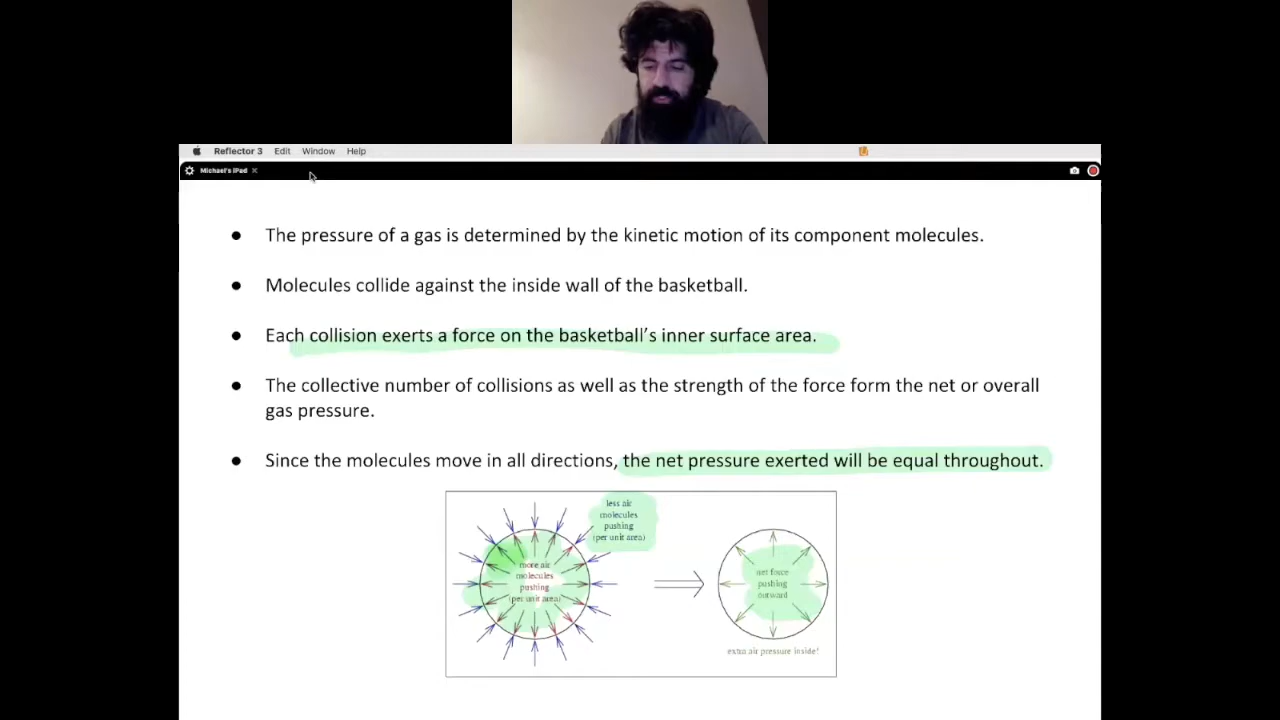 Reflector 3 Edit Window Help
Michael's iPad
The pressure of a gas is determined by the kinetic motion of its component molecules.
Molecules collide against the inside wall of the basketball.
Each collision exerts a force on the basketball's inner surface area.
The collective number of collisions as well as the strength of the force form the net or overall
gas pressure.
Since the molecules move in all directions, the net pressure exerted will be equal throughout.
less air
molecules
pushing
(per unit area)
more air
molecules
pushing
(per unit area)
net force
pushing
outward
extra air pressure inside!